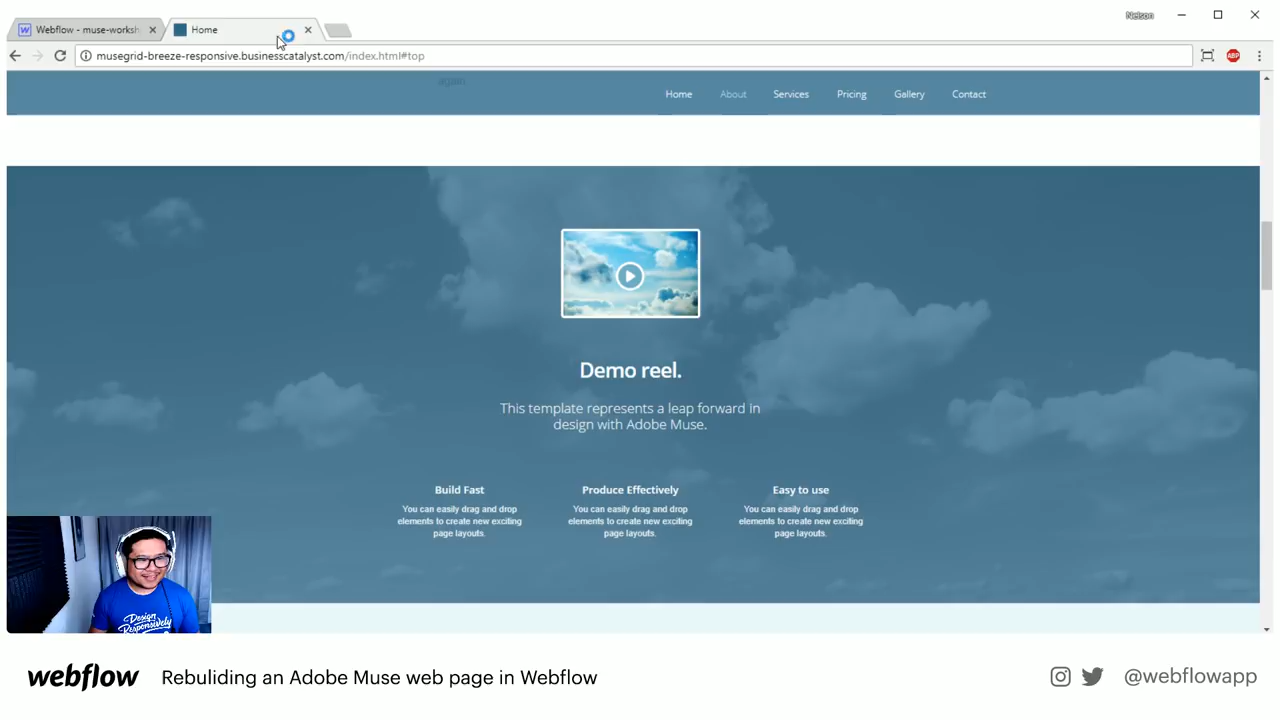 Webflow - muse-worksh
Home
Nelson
musegrid-breeze-responsive.businesscatalyst.com/index.html#top
ABP
again
Home About Services Pricing Gallery Contact
Demo reel.
This template represents a leap forward in
design with Adobe Muse.
Build Fast
You can easily drag and drop
elements to create new exciting
page layouts.
Produce Effectively
You can easily drag and drop
elements to create new exciting
page layouts.
Easy to use
You can easily drag and drop
elements to create new exciting
page layouts.
Design
Responsively
webflow
Rebuliding an Adobe Muse web page in Webflow
@webflowapp